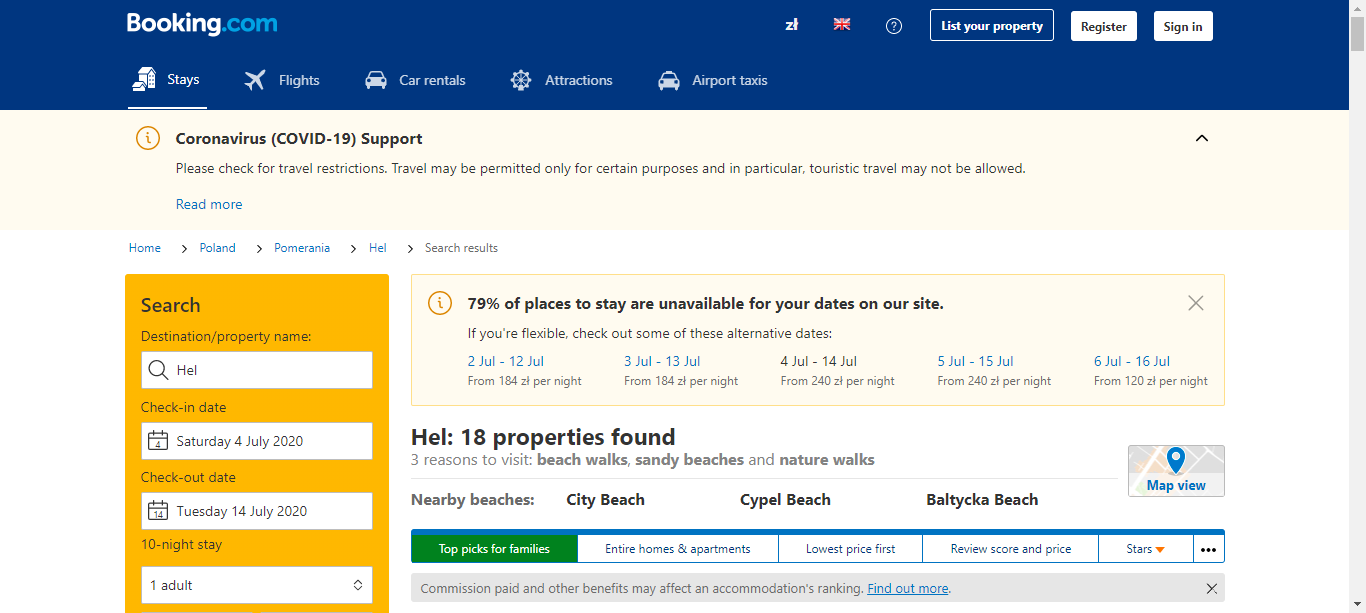 Booking.com
zł
List your property
Register
Sign in
Stays
Flights
Car rentals
Attractions
Airport taxis
Coronavirus (COVID-19) Support
Please check for travel restrictions. Travel may be permitted only for certain purposes and in particular, touristic travel may not be allowed.
Read more
Home
Poland
Pomerania
Hel
Search results
Search
Destination/property name:
Hel
Check-in date
4
Saturday 4 July 2020
Check-out date
14
Tuesday 14 July 2020
10-night stay
1 adult
79% of places to stay are unavailable for your dates on our site.
If you're flexible, check out some of these alternative dates:
2 Jul - 12 Jul
From 184 zł per night
3 Jul - 13 Jul
From 184 zł per night
4 Jul - 14 Jul
From 240 zł per night
5 Jul - 15 Jul
From 240 zł per night
6 Jul - 16 Jul
From 120 zł per night
Hel: 18 properties found
3 reasons to visit: beach walks, sandy beaches and nature walks
Map view
Nearby beaches: City Beach Cypel Beach Baltycka Beach
Top picks for families
Entire homes & apartments
Lowest price first
Review score and price
Stars
Commission paid and other benefits may affect an accommodation's ranking. Find out more.